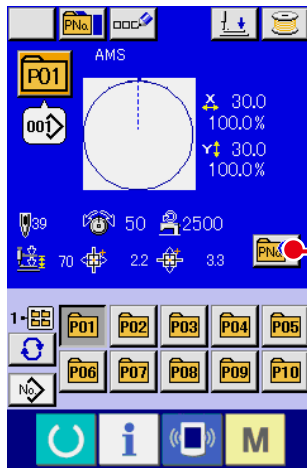 PNo.
AMS
P01
001
X 30.0
100.0%
Y 30.0
100.0%
39 50 2500
70 2.2 3.3
PNo.
1-
P01 P02 P03 P04 P05
P06 P07 P08 P09 P10
No.
i M